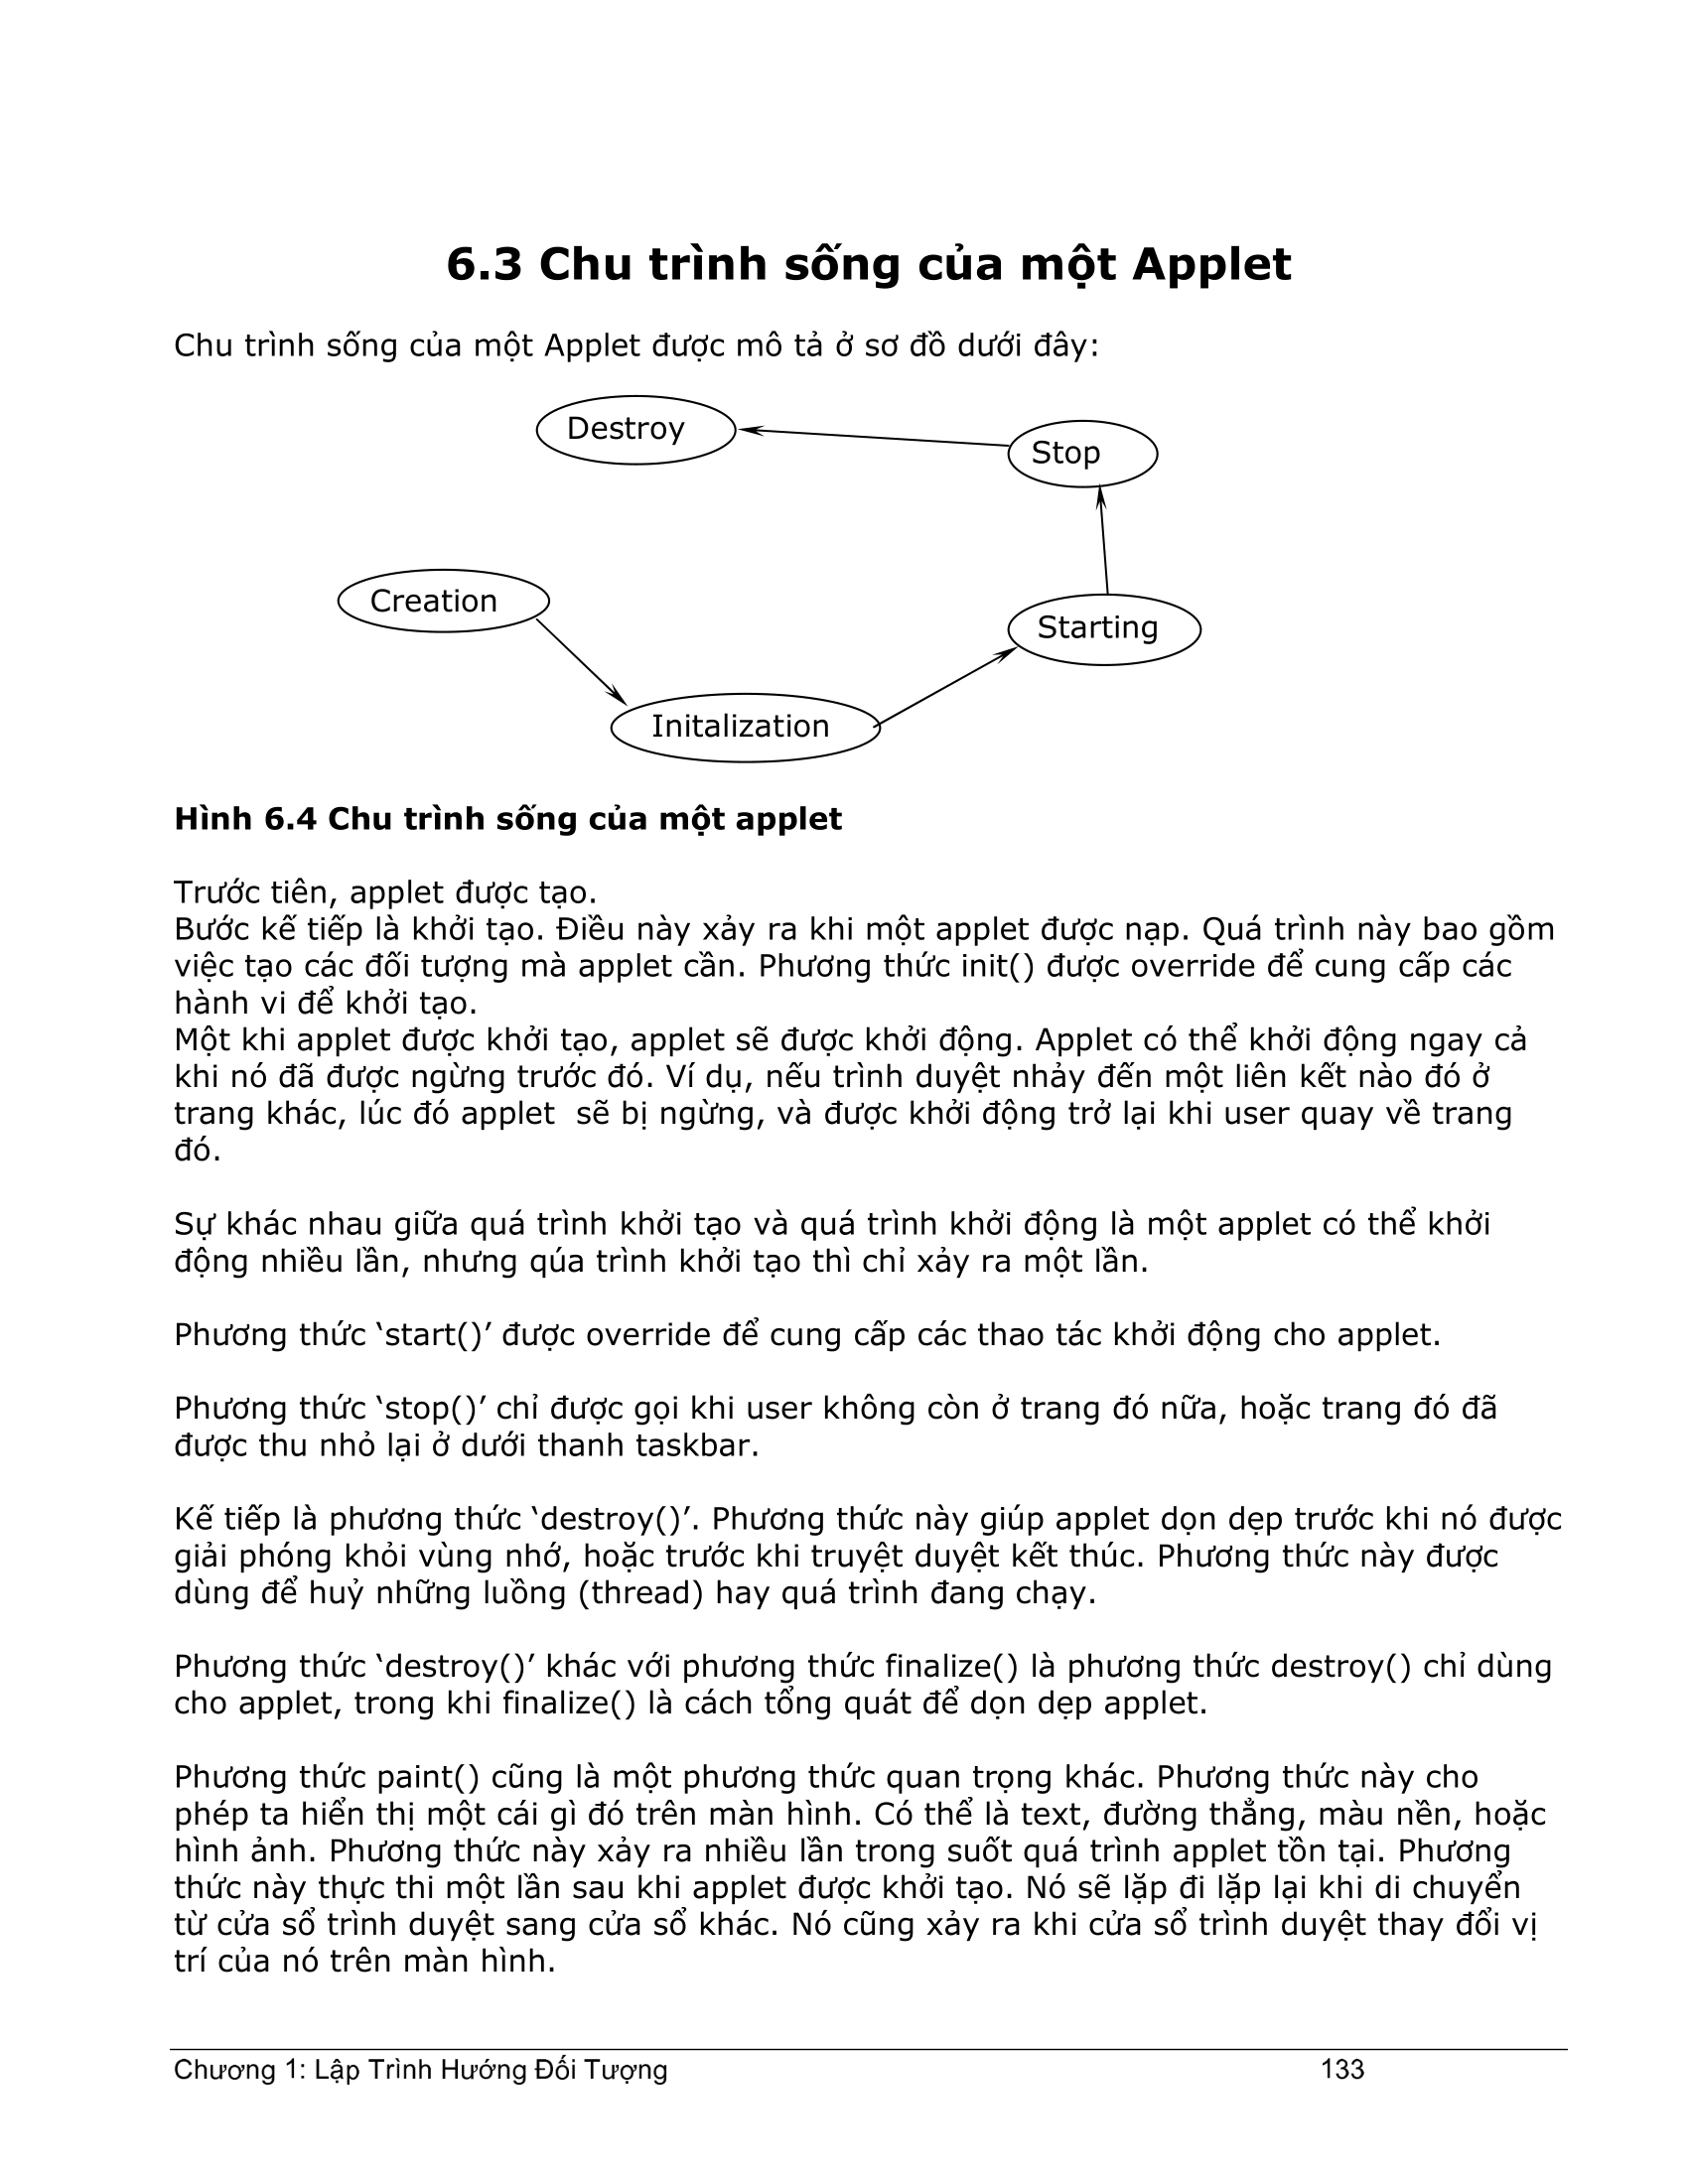 6.3 Chu trình sống của một Applet
Chu trình sống của một Applet được mô tả ở sơ đồ dưới đây:
Destroy
Stop
Creation
Starting
Initalization
Hình 6.4 Chu trình sống của một applet
Trước tiên, applet được tạo.
Bước kế tiếp là khởi tạo. Điều này xảy ra khi một applet được nạp. Quá trình này bao gồm
việc tạo các đối tượng mà applet cần. Phương thức init() được override để cung cấp các
hành vi để khởi tạo.
Một khi applet được khởi tạo, applet sẽ được khởi động. Applet có thể khởi động ngay cả
khi nó đã được ngừng trước đó. Ví dụ, nếu trình duyệt nhảy đến một liên kết nào đó ở
trang khác, lúc đó applet  sẽ bị ngừng, và được khởi động trở lại khi user quay về trang
đó.
Sự khác nhau giữa quá trình khởi tạo và quá trình khởi động là một applet có thể khởi
động nhiều lần, nhưng qúa trình khởi tạo thì chỉ xảy ra một lần.
Phương thức ‘start()’ được override để cung cấp các thao tác khởi động cho applet.
Phương thức ‘stop()’ chỉ được gọi khi user không còn ở trang đó nữa, hoặc trang đó đã
được thu nhỏ lại ở dưới thanh taskbar.
Kế tiếp là phương thức ‘destroy()’. Phương thức này giúp applet dọn dẹp trước khi nó được
giải phóng khỏi vùng nhớ, hoặc trước khi truyệt duyệt kết thúc. Phương thức này được
dùng để huỷ những luồng (thread) hay quá trình đang chạy.
Phương thức ‘destroy()’ khác với phương thức finalize() là phương thức destroy() chỉ dùng
cho applet, trong khi finalize() là cách tổng quát để dọn dẹp applet.
Phương thức paint() cũng là một phương thức quan trọng khác. Phương thức này cho
phép ta hiển thị một cái gì đó trên màn hình. Có thể là text, đường thẳng, màu nền, hoặc
hình ảnh. Phương thức này xảy ra nhiều lần trong suốt quá trình applet tồn tại. Phương
thức này thực thi một lần sau khi applet được khởi tạo. Nó sẽ lặp đi lặp lại khi di chuyển
từ cửa sổ trình duyệt sang cửa sổ khác. Nó cũng xảy ra khi cửa sổ trình duyệt thay đổi vị
trí của nó trên màn hình.
Chương 1: Lập Trình Hướng Đối Tượng 133